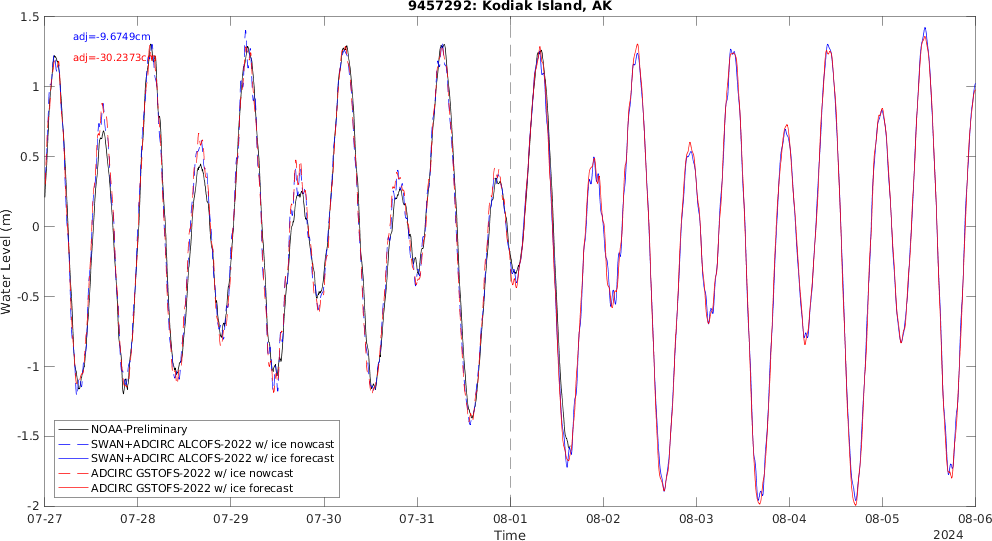 9457292: Kodiak Island, AK
adj=-9.6749cm
adj=-30.2373cm
Water Level (m)
1.5
1
0.5
0
-0.5
-1
-1.5
-2
NOAA-Preliminary
SWAN+ADCIRC ALCOFS-2022 w/ ice nowcast
SWAN+ADCIRC ALCOFS-2022 w/ ice forecast
ADCIRC GSTOFS-2022 w/ ice nowcast
ADCIRC GSTOFS-2022 w/ ice forecast
07-27 07-28 07-29 07-30 07-31 08-01 08-02 08-03 08-04 08-05 08-06
Time
2024